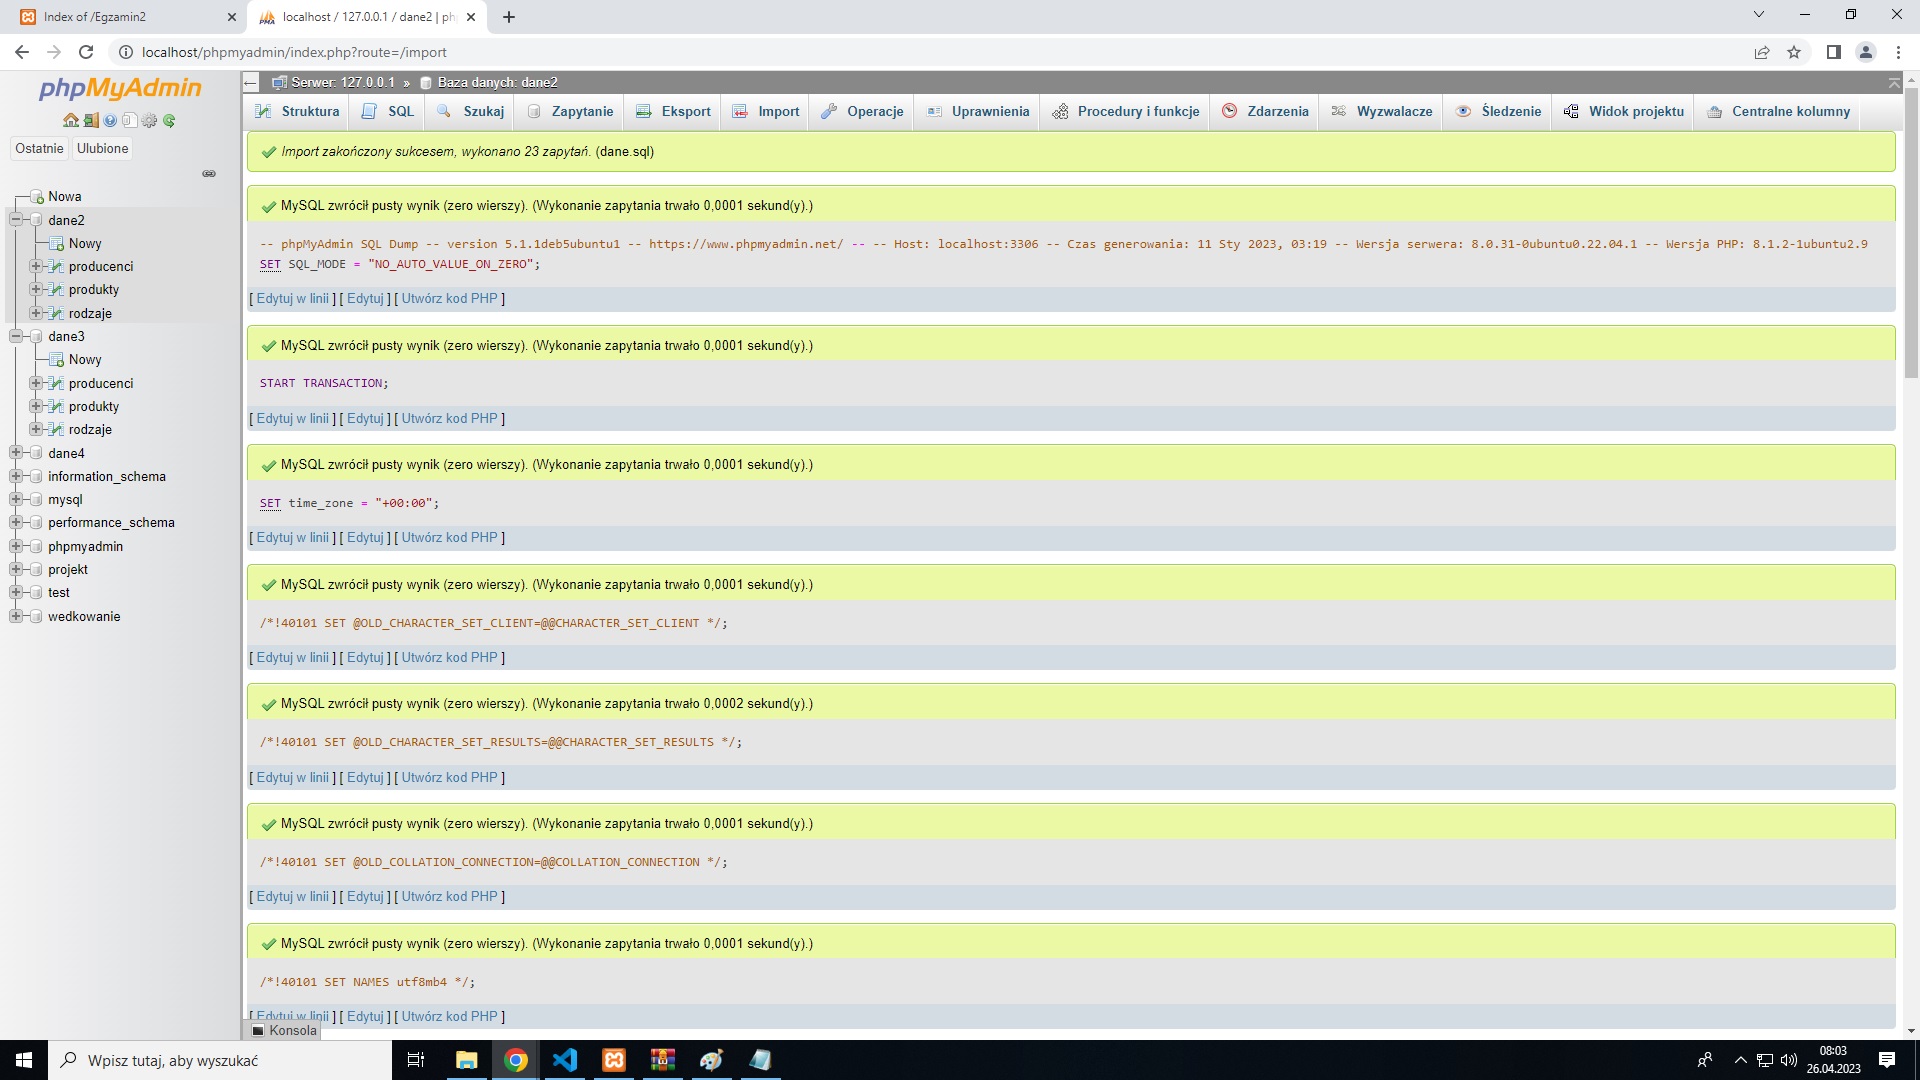 Index of /Egzamin2
localhost / 127.0.0.1 / dane2 | ph
localhost/phpmyadmin/index.php?route=/import
phpMyAdmin
Ostatnie Ulubione
Nowa
dane2
Nowy
producenci
produkty
rodzaje
dane3
Nowy
producenci
produkty
rodzaje
dane4
information_schema
mysql
performance_schema
phpmyadmin
projekt
test
wedkowanie
Serwer: 127.0.0.1 » Baza danych: dane2
Struktura SQL Szukaj Zapytanie Eksport Import Operacje Uprawnienia Procedury i funkcje Zdarzenia Wyzwalacze Śledzenie Widok projektu Centralne kolumny
Import zakończony sukcesem, wykonano 23 zapytań. (dane.sql)
MySQL zwrócił pusty wynik (zero wierszy). (Wykonanie zapytania trwało 0,0001 sekund(y).)
-- phpMyAdmin SQL Dump -- version 5.1.1deb5ubuntu1 -- https://www.phpmyadmin.net/ -- -- Host: localhost:3306 -- Czas generowania: 11 Sty 2023, 03:19 -- Wersja serwera: 8.0.31-0ubuntu0.22.04.1 -- Wersja PHP: 8.1.2-1ubuntu2.9
SET SQL_MODE = "NO_AUTO_VALUE_ON_ZERO";
[ Edytuj w linii ] [ Edytuj ] [ Utwórz kod PHP ]
MySQL zwrócił pusty wynik (zero wierszy). (Wykonanie zapytania trwało 0,0001 sekund(y).)
START TRANSACTION;
[ Edytuj w linii ] [ Edytuj ] [ Utwórz kod PHP ]
MySQL zwrócił pusty wynik (zero wierszy). (Wykonanie zapytania trwało 0,0001 sekund(y).)
SET time_zone = "+00:00";
[ Edytuj w linii ] [ Edytuj ] [ Utwórz kod PHP ]
MySQL zwrócił pusty wynik (zero wierszy). (Wykonanie zapytania trwało 0,0001 sekund(y).)
/*!40101 SET @OLD_CHARACTER_SET_CLIENT=@@CHARACTER_SET_CLIENT */;
[ Edytuj w linii ] [ Edytuj ] [ Utwórz kod PHP ]
MySQL zwrócił pusty wynik (zero wierszy). (Wykonanie zapytania trwało 0,0002 sekund(y).)
/*!40101 SET @OLD_CHARACTER_SET_RESULTS=@@CHARACTER_SET_RESULTS */;
[ Edytuj w linii ] [ Edytuj ] [ Utwórz kod PHP ]
MySQL zwrócił pusty wynik (zero wierszy). (Wykonanie zapytania trwało 0,0001 sekund(y).)
/*!40101 SET @OLD_COLLATION_CONNECTION=@@COLLATION_CONNECTION */;
[ Edytuj w linii ] [ Edytuj ] [ Utwórz kod PHP ]
MySQL zwrócił pusty wynik (zero wierszy). (Wykonanie zapytania trwało 0,0001 sekund(y).)
/*!40101 SET NAMES utf8mb4 */;
[ Edytuj w linii ] [ Edytuj ] [ Utwórz kod PHP ]
Konsola
Wpisz tutaj, aby wyszukać
08:03
26.04.2023